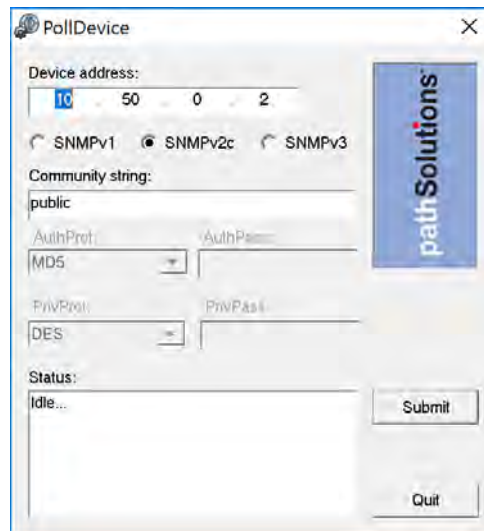 PollDevice
Device address:
10 . 50 . 0 . 2
SNMPv1 SNMPv2c SNMPv3
Community string:
public
AuthProt: AuthPass:
MD5
PrivProt: PrivPass:
DES
Status:
Idle...
Submit
Quit
pathSolutions